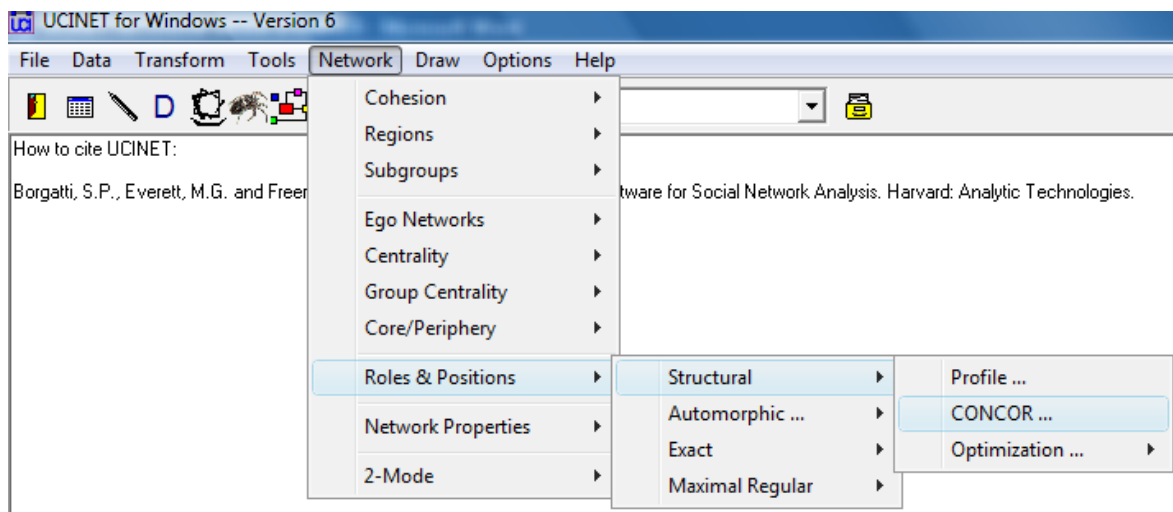 UCINET for Windows -- Version 6
File Data Transform Tools Network Draw Options Help
D
How to cite UCINET:
Borgatti, S.P., Everett, M.G. and Freer
tware for Social Network Analysis. Harvard: Analytic Technologies.
Cohesion
Regions
Subgroups
Ego Networks
Centrality
Group Centrality
Core/Periphery
Roles & Positions
Network Properties
2-Mode
Structural
Automorphic ...
Exact
Maximal Regular
Profile ...
CONCOR ...
Optimization ...